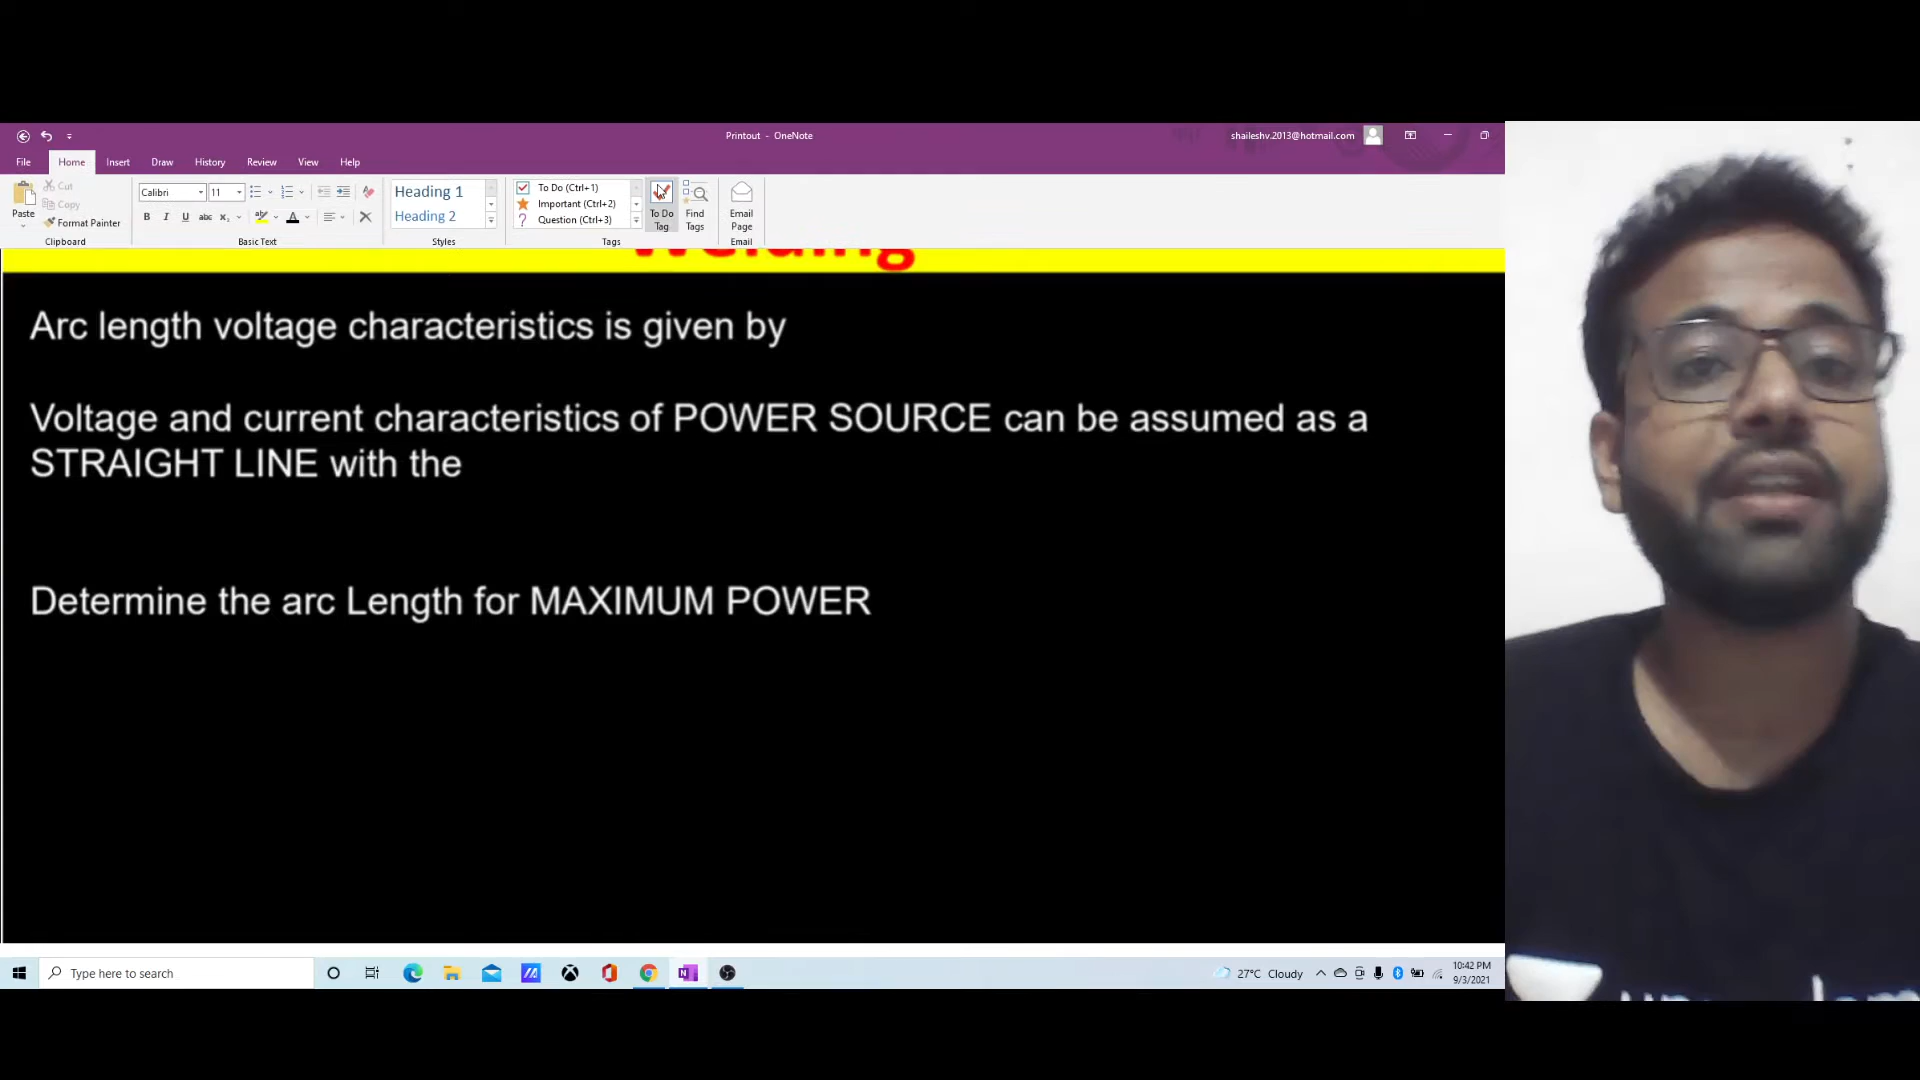 Printout - OneNote
shaileshv.2013@hotmail.com
File Home Insert Draw History Review View Help
Paste
Cut
Copy
Format Painter
Clipboard
Calibri 11
B I U abc x
A
Basic Text
Heading 1
Heading 2
Styles
To Do (Ctrl+1)
Important (Ctrl+2)
Question (Ctrl+3)
Tags
To Do
Tag
Find
Tags
Email
Page
Email
Welding
Arc length voltage characteristics is given by
Voltage and current characteristics of POWER SOURCE can be assumed as a
STRAIGHT LINE with the
Determine the arc Length for MAXIMUM POWER
Type here to search
27°C Cloudy
10:42 PM
9/3/2021